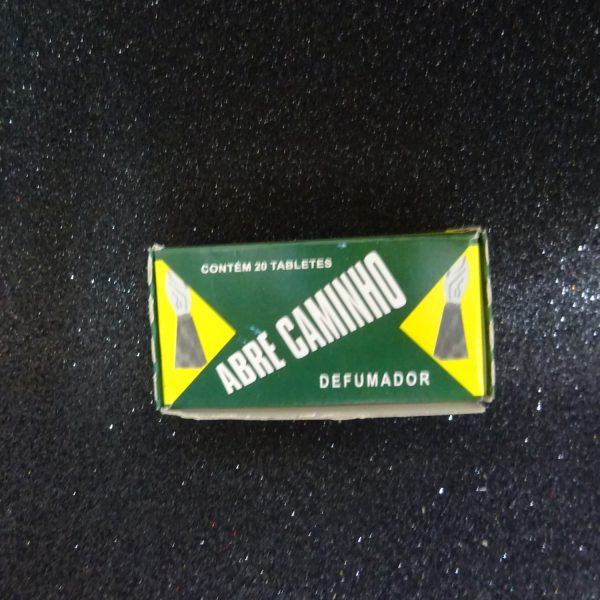 CONTÉM 20 TABLETES
ABRE CAMINHO
DEFUMADOR